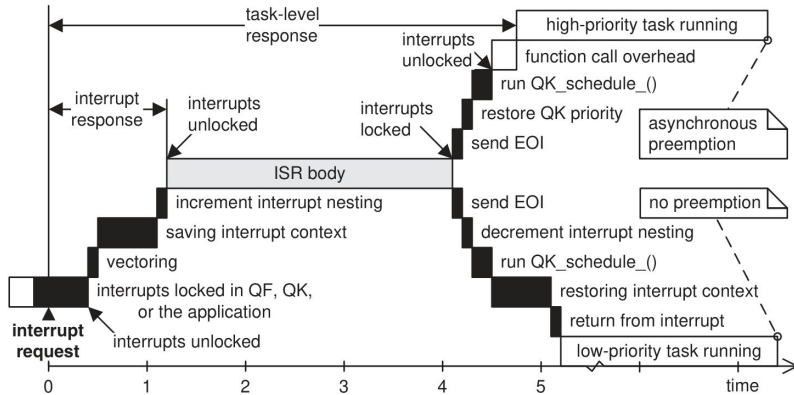 task-level
response
high-priority task running
interrupts
unlocked
function call overhead
run QK_schedule_()
interrupt
response
interrupts
unlocked
interrupts
locked
restore QK priority
asynchronous
preemption
send EOI
ISR body
increment interrupt nesting
send EOI
no preemption
saving interrupt context
decrement interrupt nesting
vectoring
run QK_schedule_()
interrupts locked in QF, QK,
or the application
restoring interrupt context
interrupt
request
interrupts unlocked
return from interrupt
low-priority task running
0 1 2 3 4 5 time